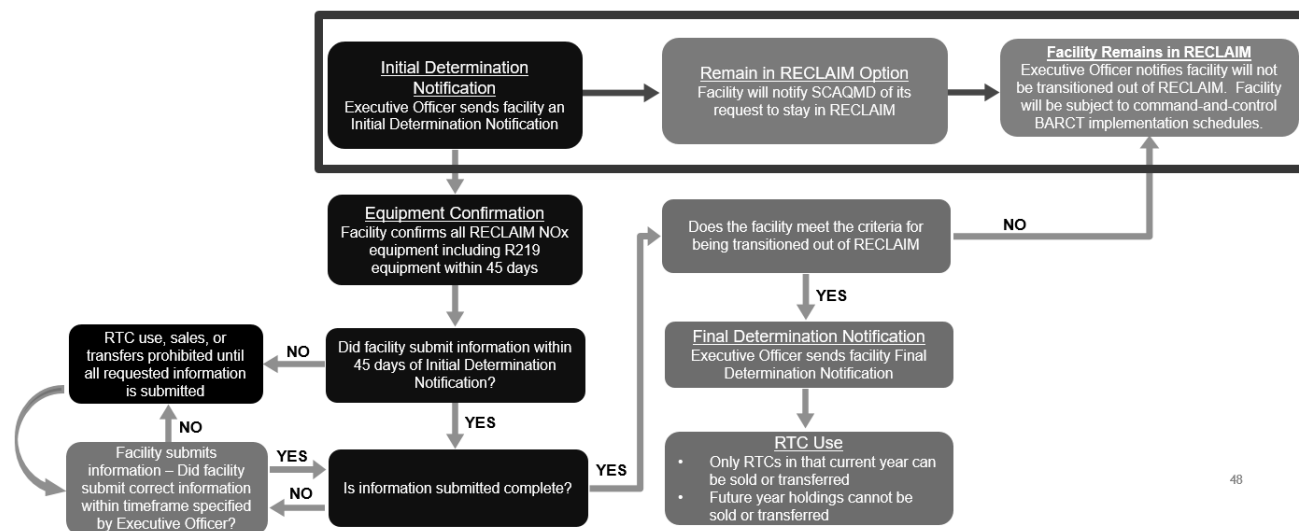 Initial Determination
Notification
Executive Officer sends facility an
Initial Determination Notification
Remain in RECLAIM Option
Facility will notify SCAQMD of its
request to stay in RECLAIM
Facility Remains in RECLAIM
Executive Officer notifies facility will not
be transitioned out of RECLAIM.  Facility
will be subject to command-and-control
BARCT implementation schedules.
Equipment Confirmation
Facility confirms all RECLAIM NOx
equipment including R219
equipment within 45 days
Does the facility meet the criteria for
being transitioned out of RECLAIM
NO
YES
RTC use, sales, or
transfers prohibited until
all requested information
is submitted
NO
Did facility submit information within
45 days of Initial Determination
Notification?
Final Determination Notification
Executive Officer sends facility Final
Determination Notification
NO
YES
Facility submits
information – Did facility
submit correct information
within timeframe specified
by Executive Officer?
YES
NO
Is information submitted complete?
YES
RTC Use
• Only RTCs in that current year can
be sold or transferred
• Future year holdings cannot be
sold or transferred
48